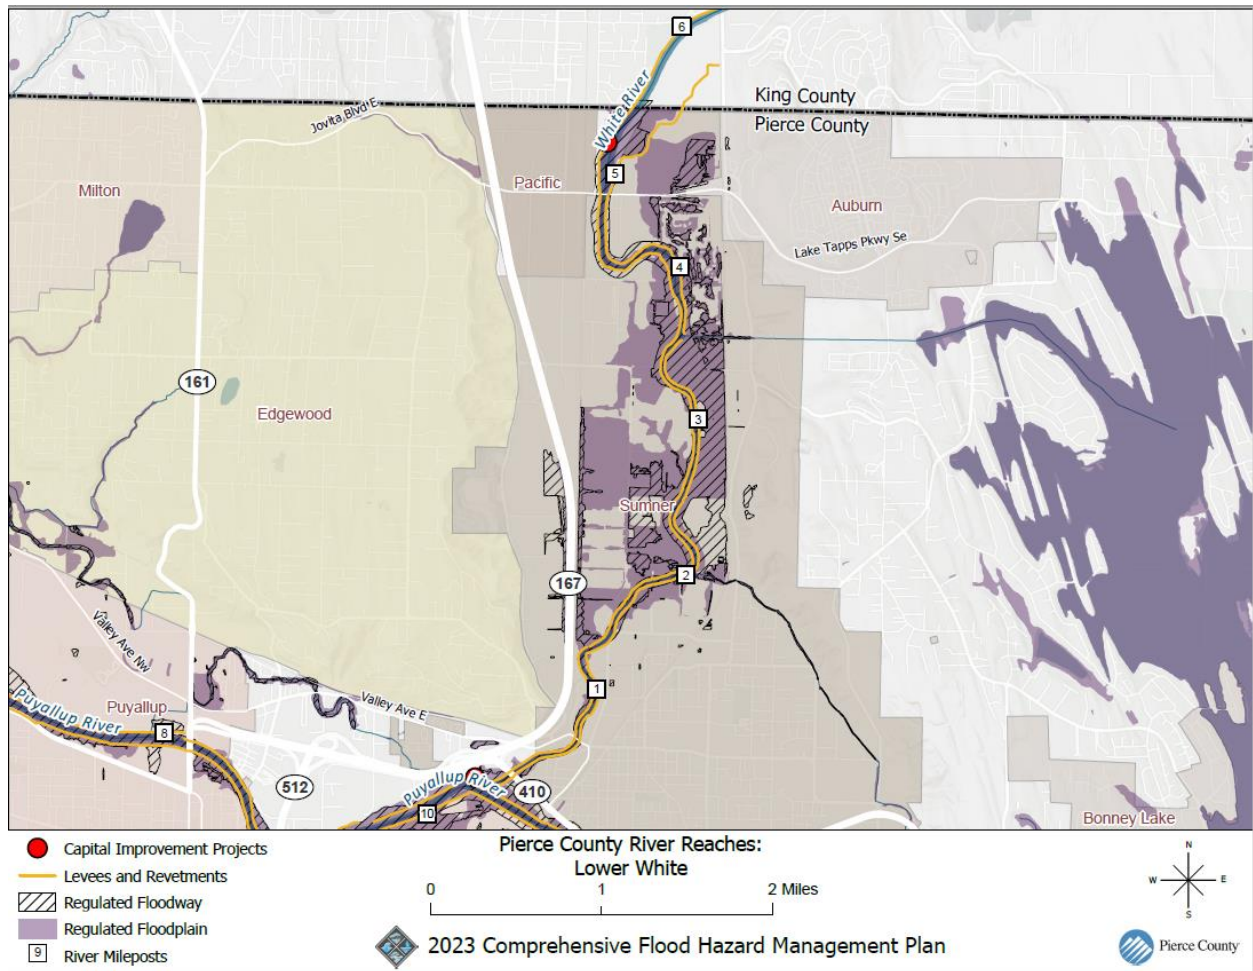 6
White River
King County
Pierce County
Jovita Blvd E
5
Pacific
Milton
Auburn
Lake Tapps Pkwy Se
4
161
Edgewood
3
Sumner
167
2
Valley Ave NW
1
Puyallup
Valley Ave E
Puyallup River
8
512
Puyallup River
410
10
Bonney Lake
Capital Improvement Projects
Levees and Revetments
Regulated Floodway
Regulated Floodplain
9 River Mileposts
Pierce County River Reaches:
Lower White
0 1 2 Miles
2023 Comprehensive Flood Hazard Management Plan
N
W E
S
Pierce County